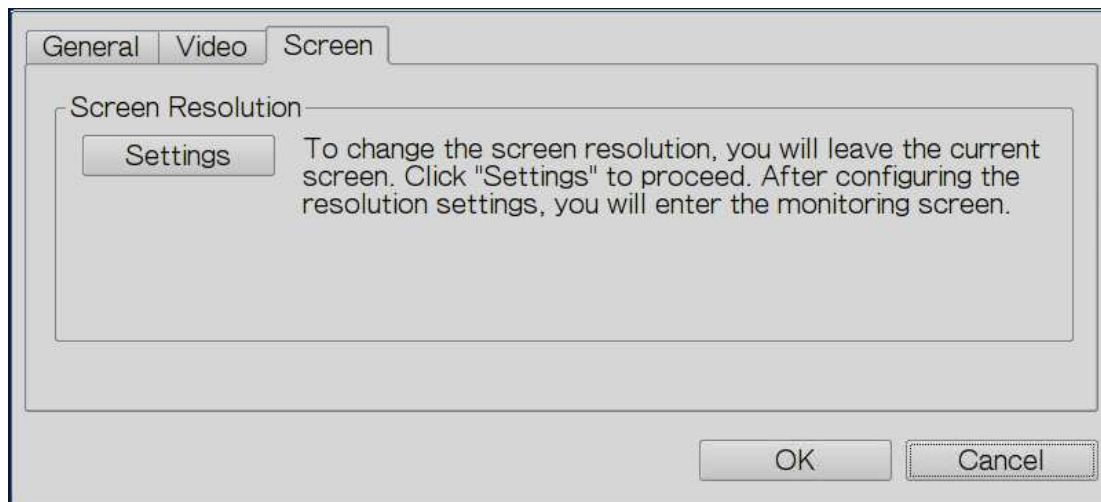 General Video Screen
Screen Resolution
Settings
To change the screen resolution, you will leave the current
screen. Click "Settings" to proceed. After configuring the
resolution settings, you will enter the monitoring screen.
OK Cancel